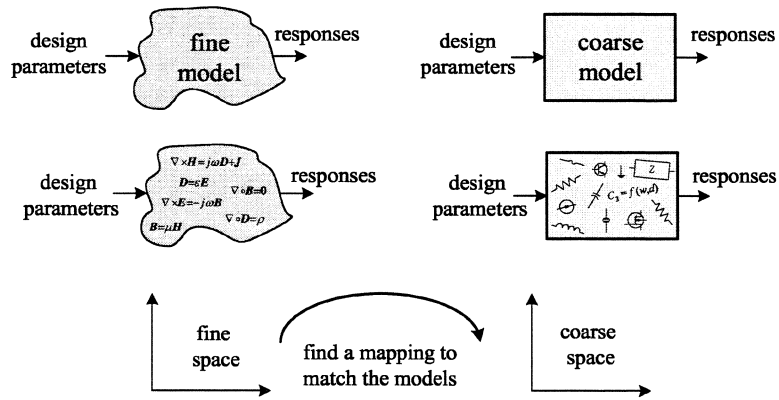 design
parameters
fine
model
responses
design
parameters
coarse
model
responses
design
parameters
∇×H=jωD+J
D=εE
∇∘B=0
∇×E=-jωB
∇∘D=ρ
B=μH
responses
design
parameters
Z
C₃=f(w,d)
responses
fine
space
find a mapping to
match the models
coarse
space